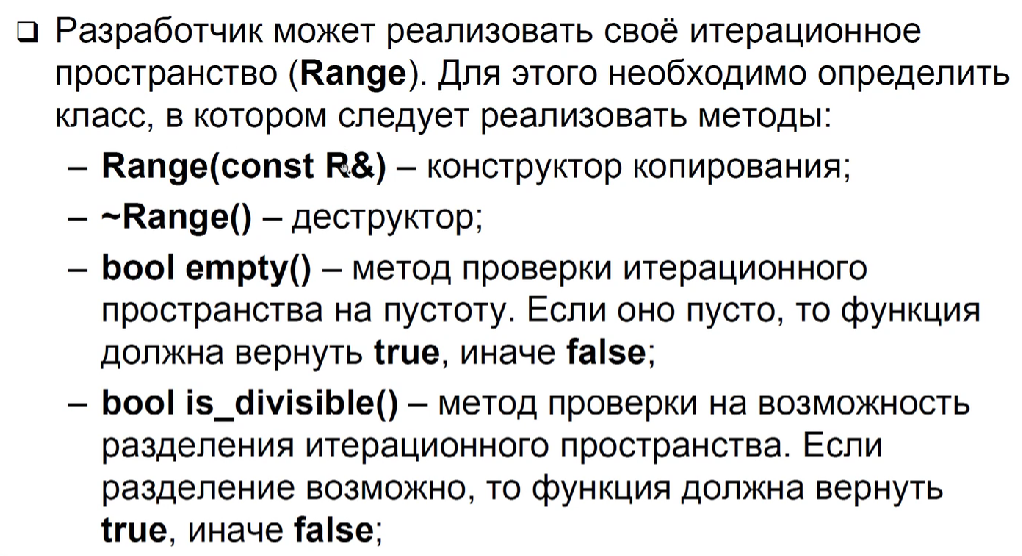 ❑ Разработчик может реализовать своё итерационное
пространство (Range). Для этого необходимо определить
класс, в котором следует реализовать методы:
– Range(const R&) – конструктор копирования;
– ~Range() – деструктор;
– bool empty() – метод проверки итерационного
пространства на пустоту. Если оно пусто, то функция
должна вернуть true, иначе false;
– bool is_divisible() – метод проверки на возможность
разделения итерационного пространства. Если
разделение возможно, то функция должна вернуть
true, иначе false;